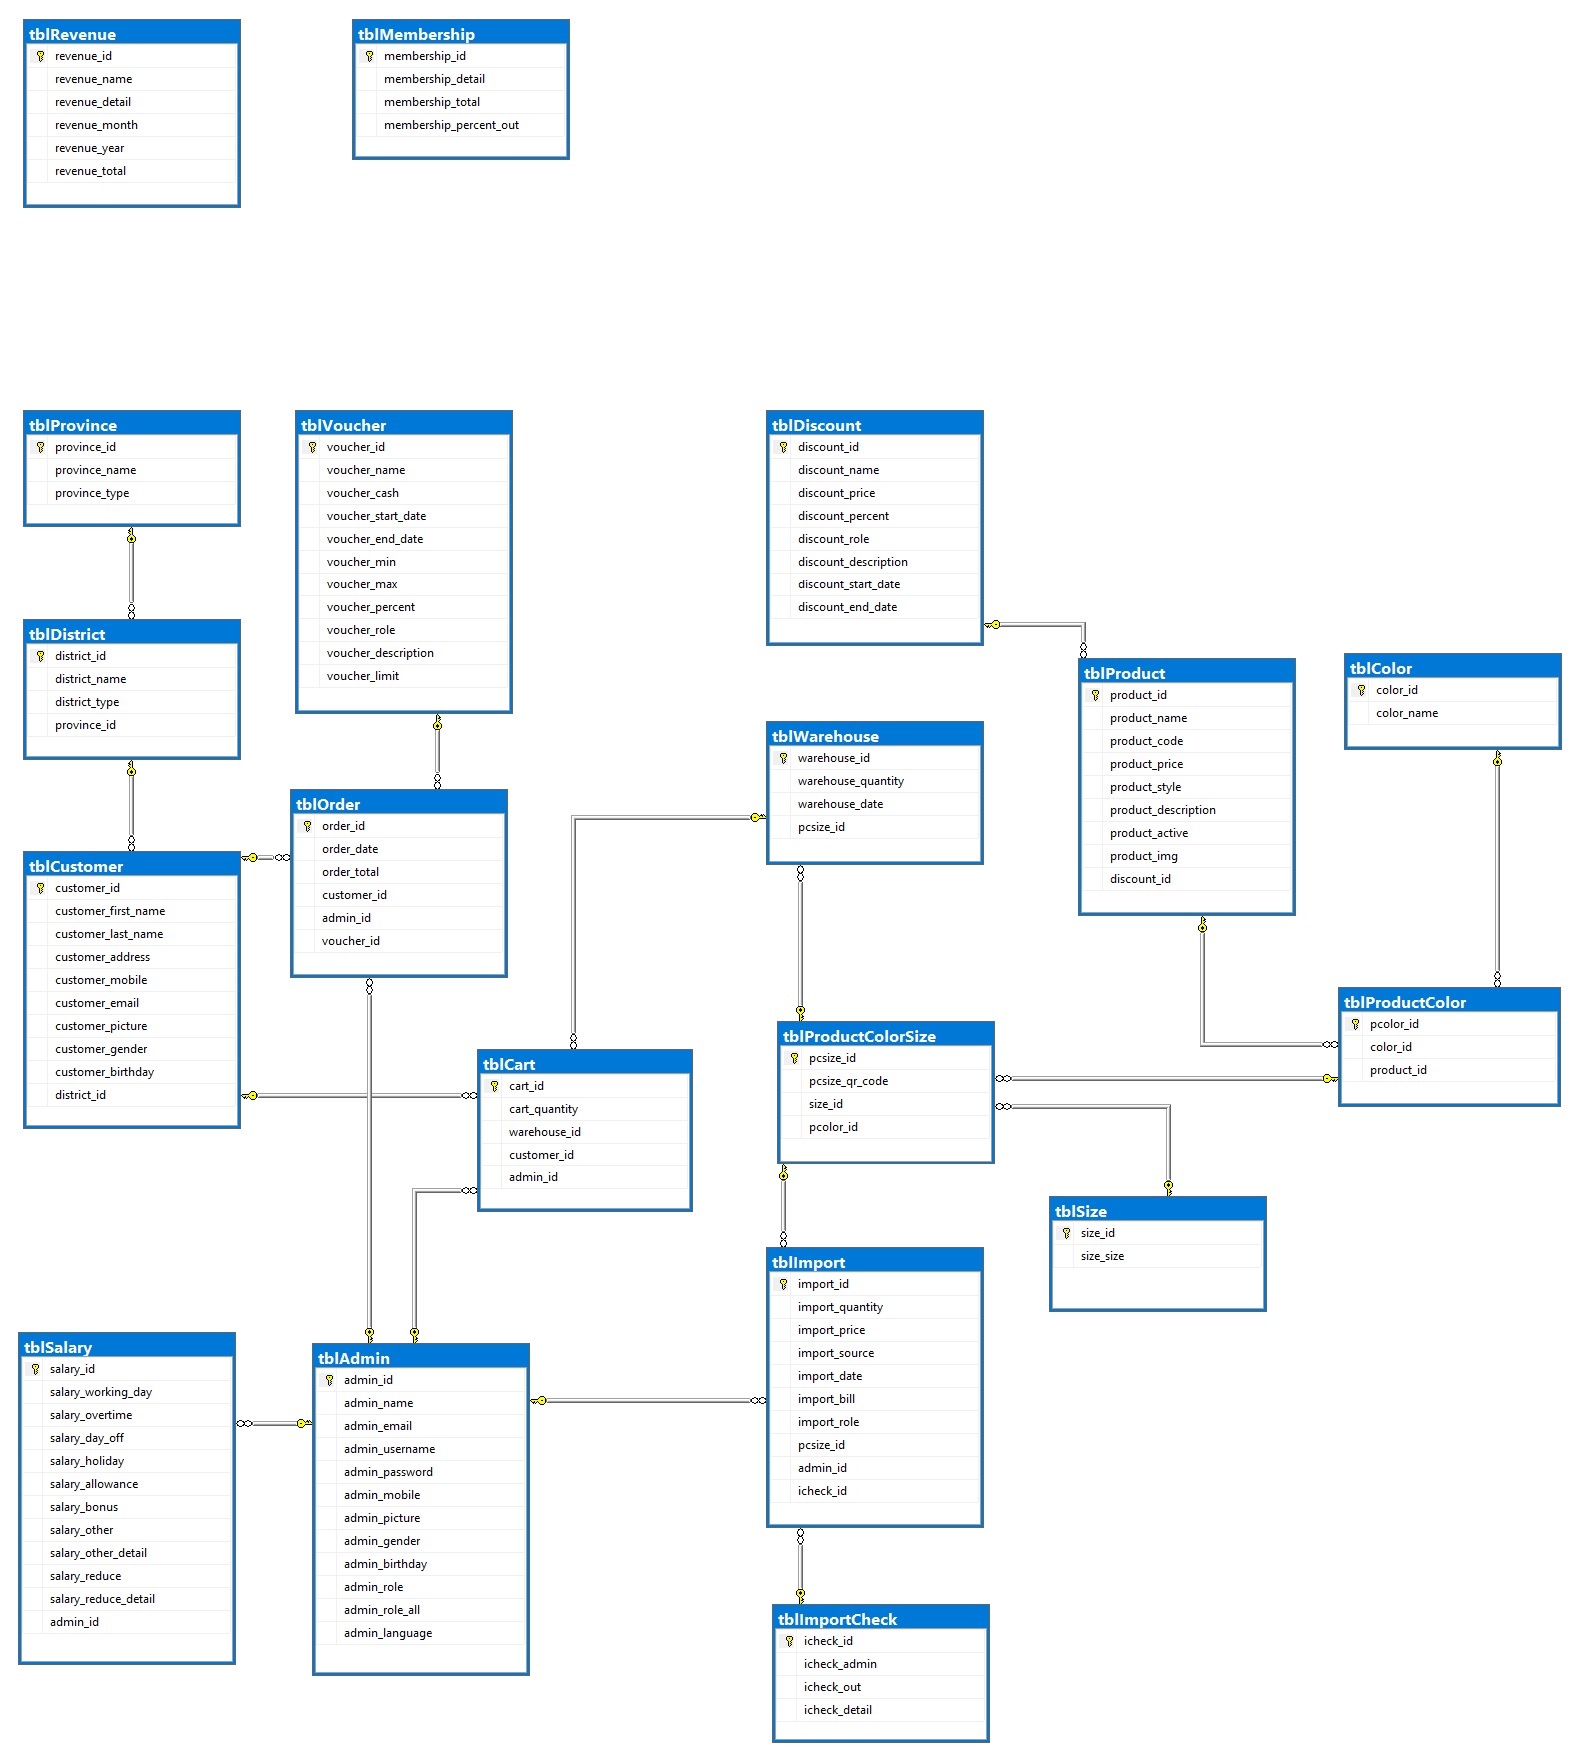 tblRevenue
revenue_id
revenue_name
revenue_detail
revenue_month
revenue_year
revenue_total
tblMembership
membership_id
membership_detail
membership_total
membership_percent_out
tblProvince
province_id
province_name
province_type
tblVoucher
voucher_id
voucher_name
voucher_cash
voucher_start_date
voucher_end_date
voucher_min
voucher_max
voucher_percent
voucher_role
voucher_description
voucher_limit
tblDiscount
discount_id
discount_name
discount_price
discount_percent
discount_role
discount_description
discount_start_date
discount_end_date
tblDistrict
district_id
district_name
district_type
province_id
tblProduct
product_id
product_name
product_code
product_price
product_style
product_description
product_active
product_img
discount_id
tblColor
color_id
color_name
tblWarehouse
warehouse_id
warehouse_quantity
warehouse_date
pcsize_id
tblOrder
order_id
order_date
order_total
customer_id
admin_id
voucher_id
tblCustomer
customer_id
customer_first_name
customer_last_name
customer_address
customer_mobile
customer_email
customer_picture
customer_gender
customer_birthday
district_id
tblProductColor
pcolor_id
color_id
product_id
tblProductColorSize
pcsize_id
pcsize_qr_code
size_id
pcolor_id
tblCart
cart_id
cart_quantity
warehouse_id
customer_id
admin_id
tblSize
size_id
size_size
tblImport
import_id
import_quantity
import_price
import_source
import_date
import_bill
import_role
pcsize_id
admin_id
icheck_id
tblSalary
salary_id
salary_working_day
salary_overtime
salary_day_off
salary_holiday
salary_allowance
salary_bonus
salary_other
salary_other_detail
salary_reduce
salary_reduce_detail
admin_id
tblAdmin
admin_id
admin_name
admin_email
admin_username
admin_password
admin_mobile
admin_picture
admin_gender
admin_birthday
admin_role
admin_role_all
admin_language
tblImportCheck
icheck_id
icheck_admin
icheck_out
icheck_detail